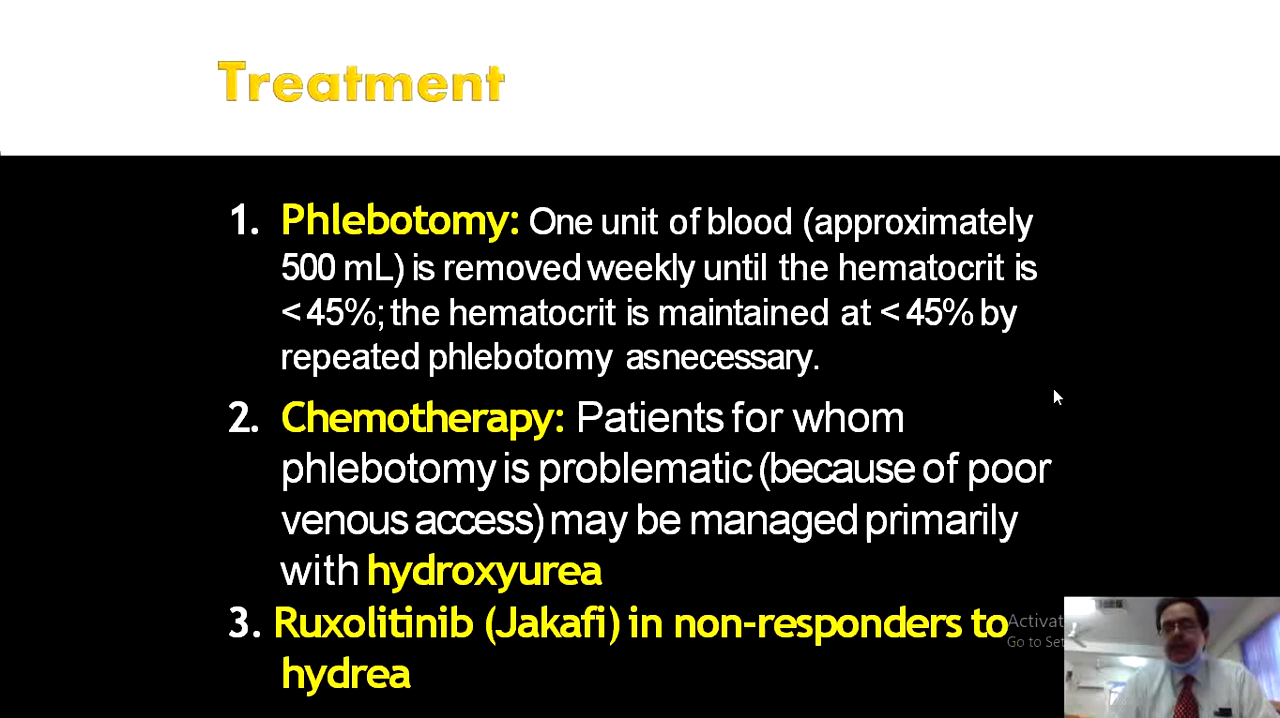 Treatment
1. Phlebotomy: One unit of blood (approximately
500 mL) is removed weekly until the hematocrit is
< 45%; the hematocrit is maintained at < 45% by
repeated phlebotomy asnecessary.
2. Chemotherapy: Patients for whom
phlebotomy is problematic (because of poor
venous access) may be managed primarily
with hydroxyurea
3. Ruxolitinib (Jakafi) in non-responders to
hydrea
Activat
Go to Set